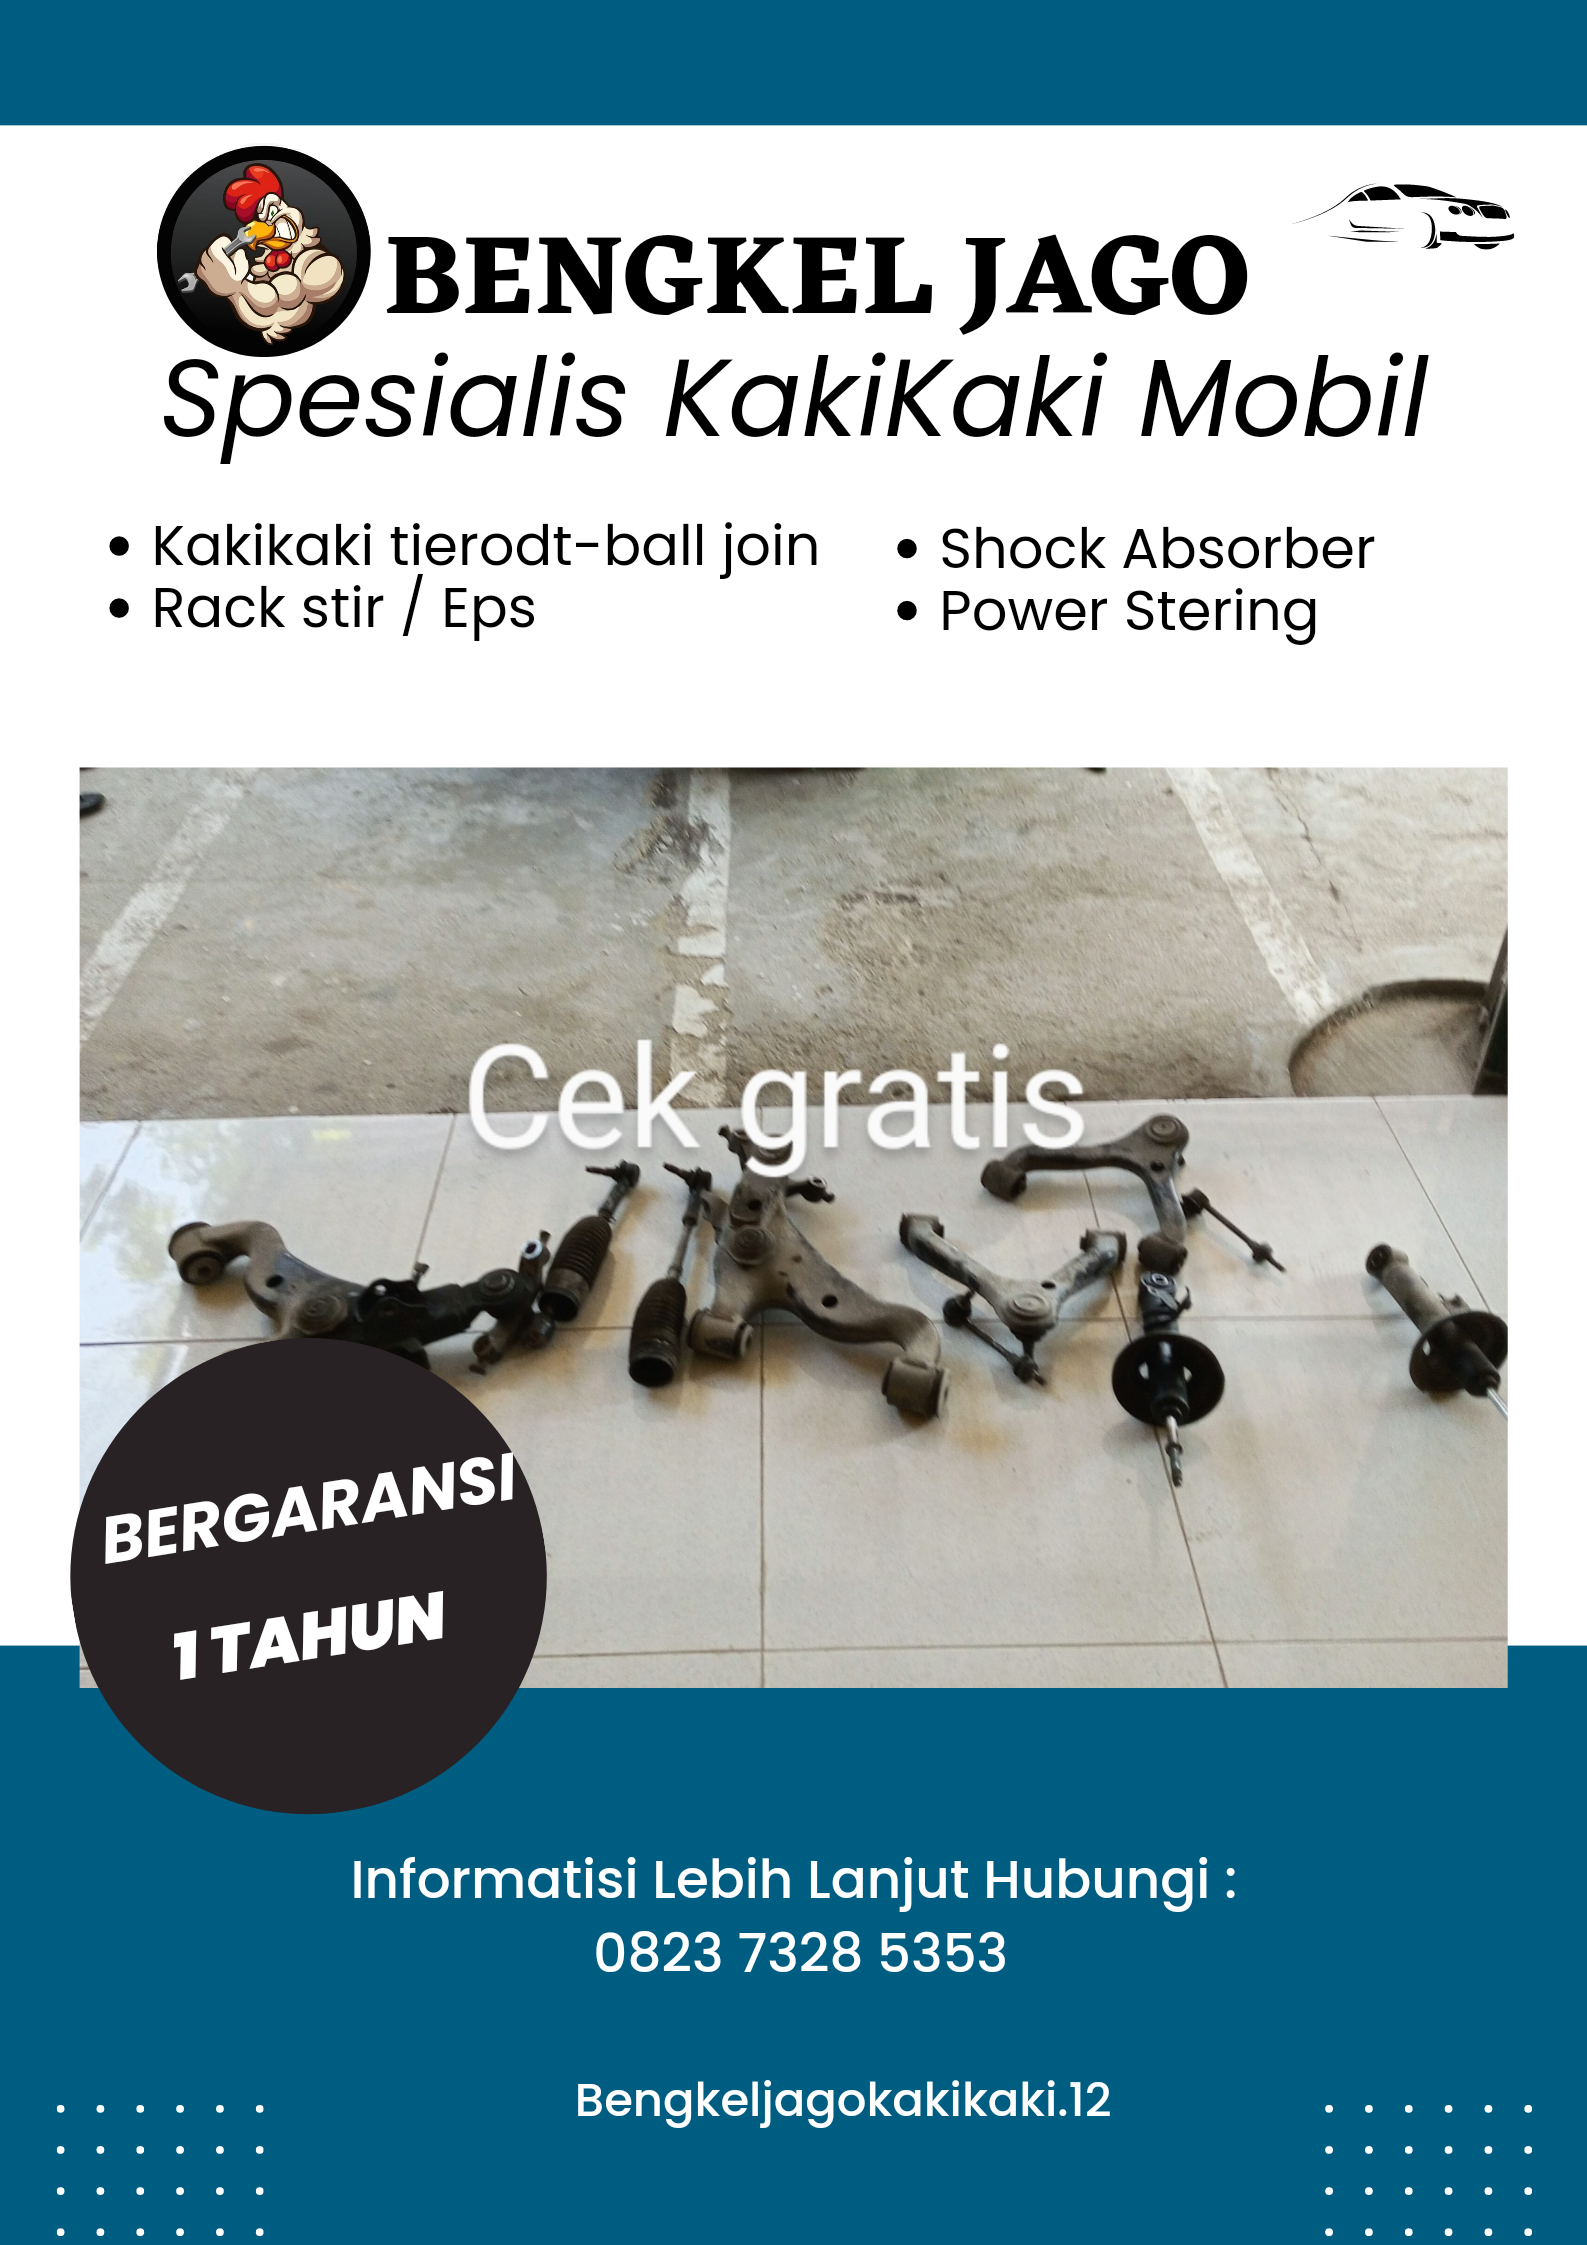 BENGKEL JAGO
Spesialis KakiKaki Mobil
• Kakikaki tierodt-ball join
• Rack stir / Eps
• Shock Absorber
• Power Stering
Cek gratis
BERGARANSI
1 TAHUN
Informatisi Lebih Lanjut Hubungi :
0823 7328 5353
Bengkeljagokakikaki.12